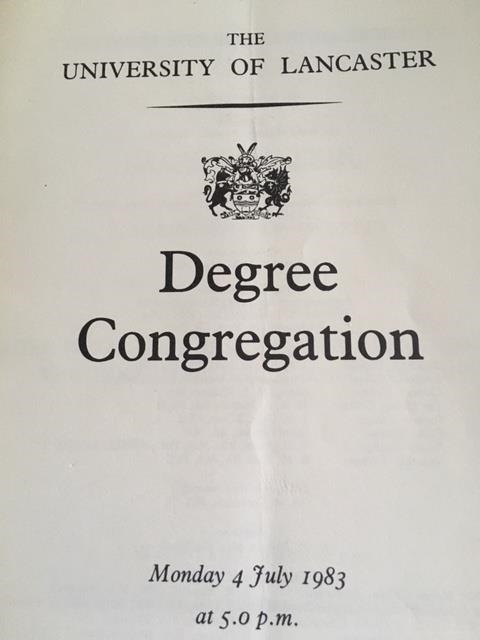 THE
UNIVERSITY OF LANCASTER
Degree
Congregation
Monday 4 July 1983
at 5.0 p.m.